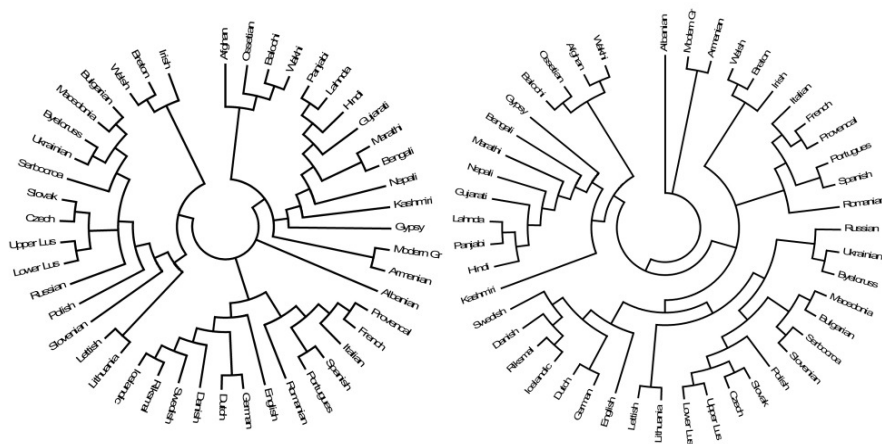 Irish
Breton
Welsh
Bulgarian
Macedonia
Byelcruss
Ukrainian
Serbocroa
Slovak
Czech
Upper Lus
Lower Lus
Russian
Polish
Slovenian
Lettish
Lithuania
Icelandic
Riksmal
Swedish
Danish
Dutch
German
English
Romanian
Portugues
Spanish
Italian
French
Provencal
Albanian
Armenian
Modern Gr
Gypsy
Kashmiri
Nepali
Bengali
Marathi
Gujarati
Hindi
Lahnda
Panjabi
Wakhi
Balochi
Ossetian
Afghan
Albanian
Modern Gr
Armenian
Welsh
Breton
Irish
Italian
French
Provencal
Portugues
Spanish
Romanian
Russian
Ukrainian
Byelcruss
Macedonia
Bulgarian
Serbocroa
Slovenian
Polish
Slovak
Czech
Upper Lus
Lower Lus
Lithuania
Lettish
English
German
Dutch
Icelandic
Riksmal
Danish
Swedish
Kashmiri
Hindi
Panjabi
Lahnda
Gujarati
Nepali
Marathi
Bengali
Gypsy
Balochi
Ossetian
Afghan
Wakhi